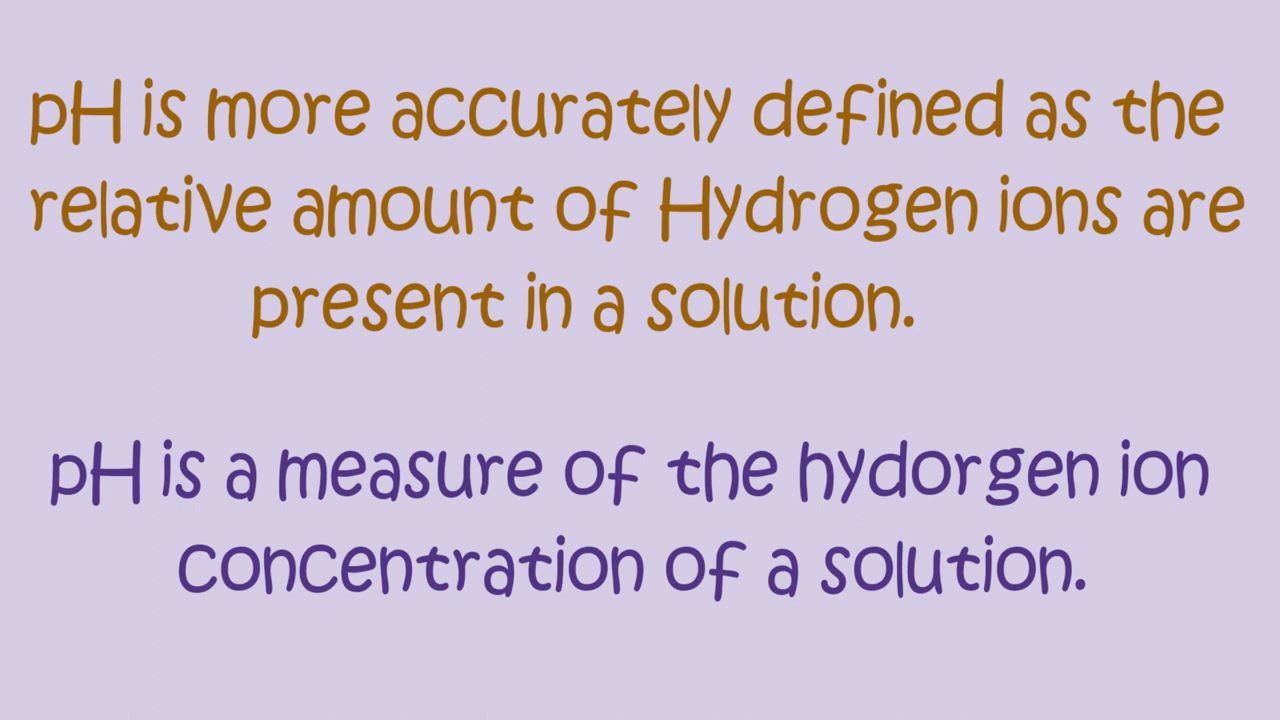 pH is more accurately defined as the
relative amount of Hydrogen ions are
present in a solution.
pH is a measure of the hydorgen ion
concentration of a solution.